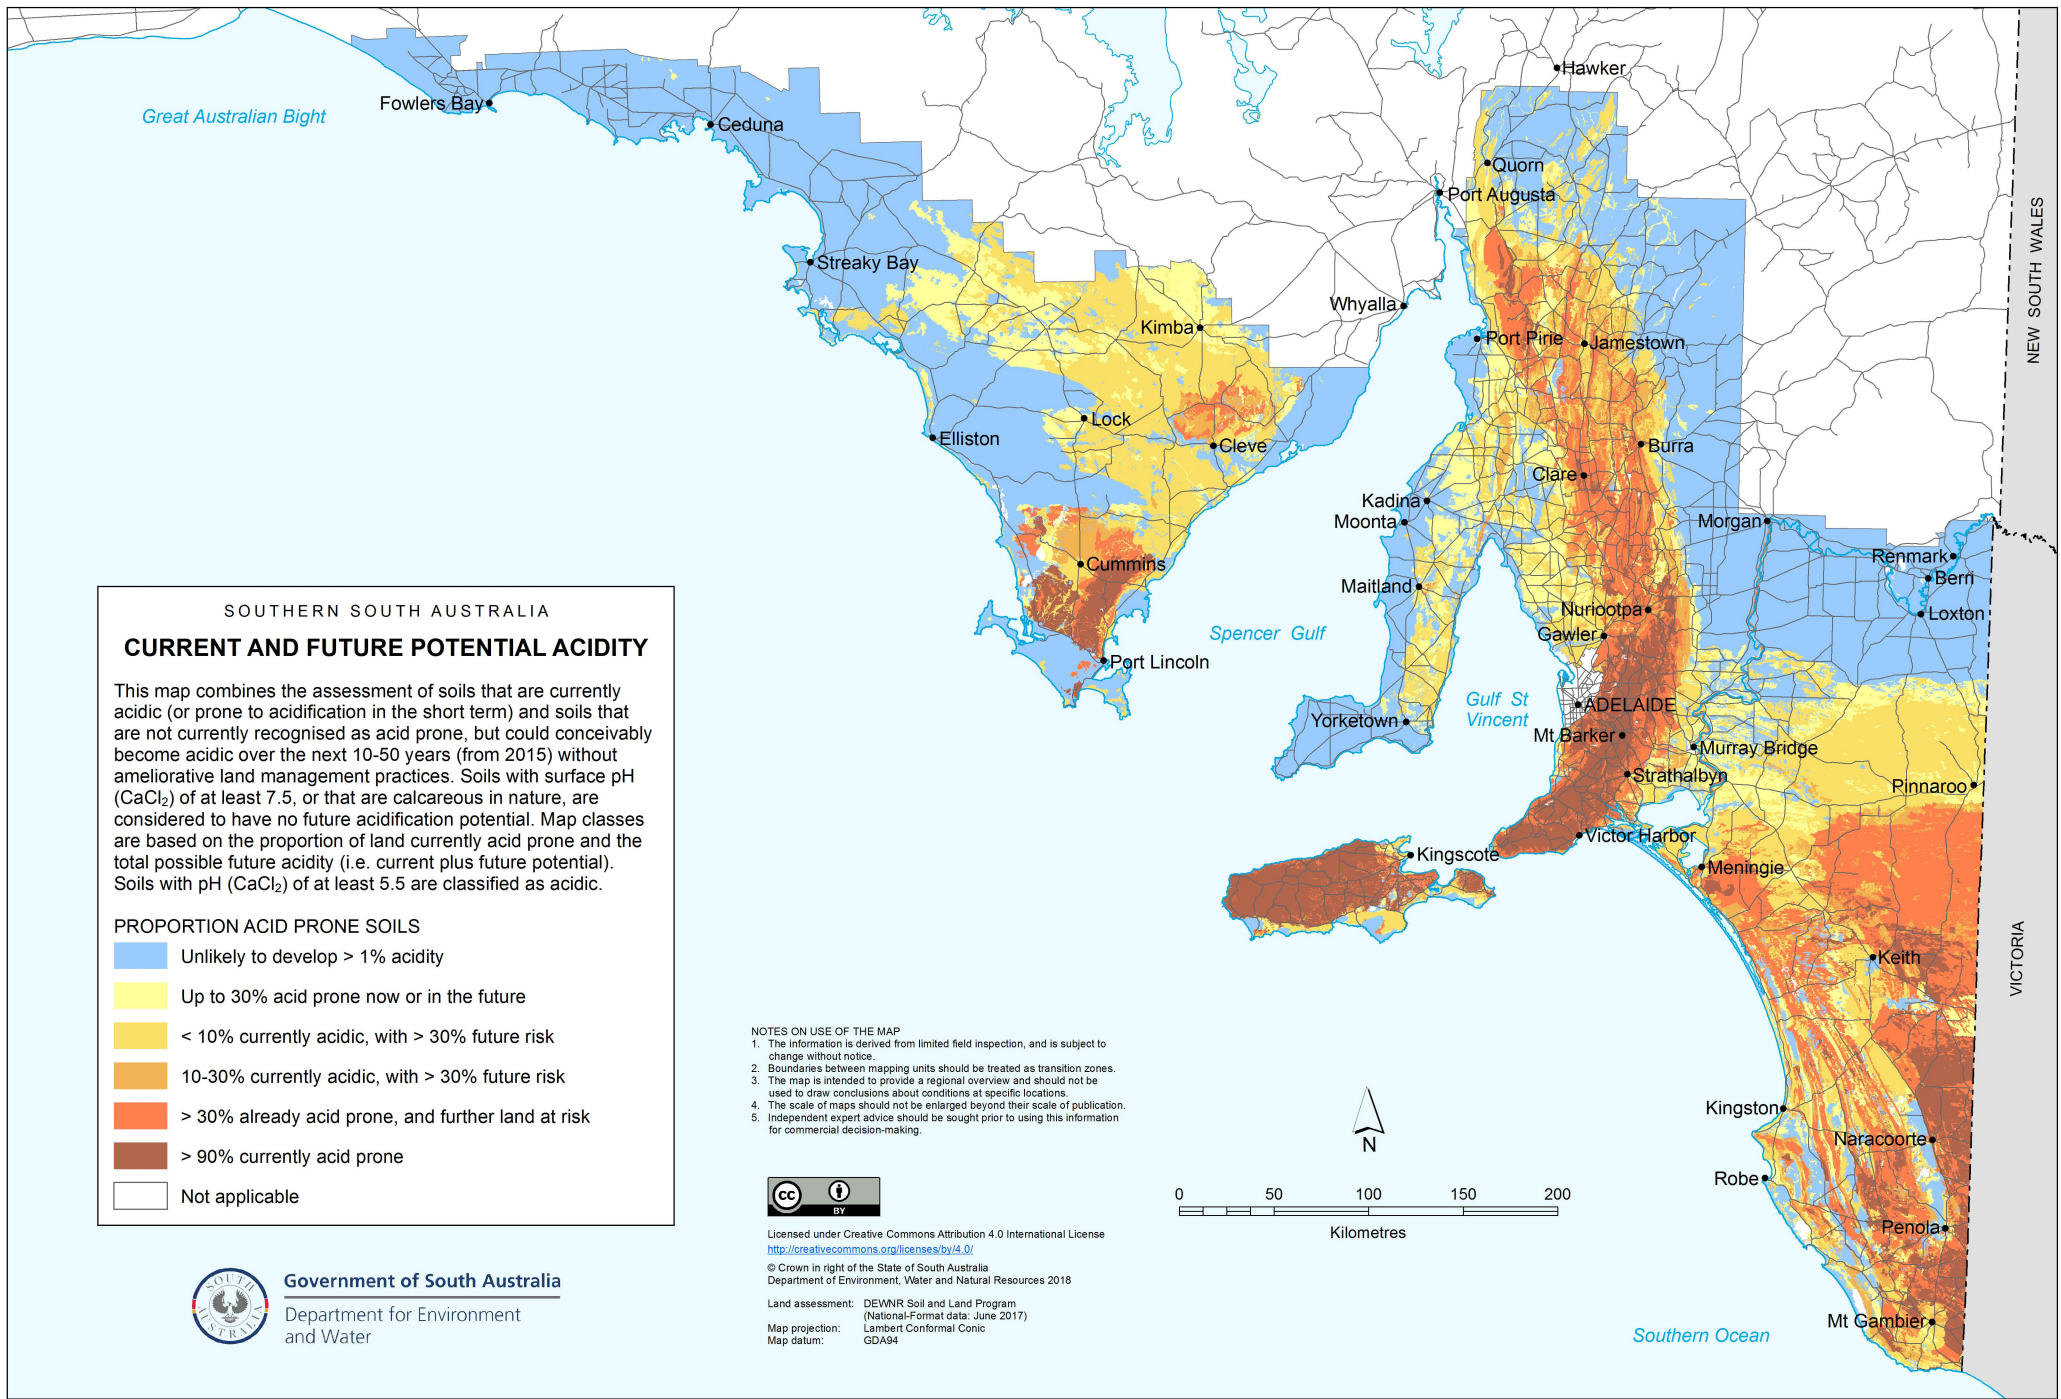 Great Australian Bight
Fowlers Bay
Ceduna
Streaky Bay
Hawker
Quorn
Port Augusta
Whyalla
Kimba
Port Pirie
Jamestown
Lock
Elliston
Cleve
Burra
Clare
Kadina
Moonta
Morgan
Renmark
Berri
Loxton
Cummins
Maitland
Nuriootpa
Gawler
Spencer Gulf
Port Lincoln
Gulf St
Vincent
ADELAIDE
Yorketown
Mt Barker
Murray Bridge
Strathalbyn
Pinnaroo
Victor Harbor
Kingscote
Meningie
Keith
Kingston
Naracoorte
Robe
Penola
Mt Gambier
Southern Ocean
NEW SOUTH WALES
VICTORIA
SOUTHERN SOUTH AUSTRALIA
CURRENT AND FUTURE POTENTIAL ACIDITY
This map combines the assessment of soils that are currently
acidic (or prone to acidification in the short term) and soils that
are not currently recognised as acid prone, but could conceivably
become acidic over the next 10-50 years (from 2015) without
ameliorative land management practices. Soils with surface pH
(CaCl₂) of at least 7.5, or that are calcareous in nature, are
considered to have no future acidification potential. Map classes
are based on the proportion of land currently acid prone and the
total possible future acidity (i.e. current plus future potential).
Soils with pH (CaCl₂) of at least 5.5 are classified as acidic.
PROPORTION ACID PRONE SOILS
Unlikely to develop > 1% acidity
Up to 30% acid prone now or in the future
< 10% currently acidic, with > 30% future risk
10-30% currently acidic, with > 30% future risk
> 30% already acid prone, and further land at risk
> 90% currently acid prone
Not applicable
SOUTH
AUSTRALIA
Government of South Australia
Department for Environment
and Water
NOTES ON USE OF THE MAP
1. The information is derived from limited field inspection, and is subject to
change without notice.
2. Boundaries between mapping units should be treated as transition zones.
3. The map is intended to provide a regional overview and should not be
used to draw conclusions about conditions at specific locations.
4. The scale of maps should not be enlarged beyond their scale of publication.
5. Independent expert advice should be sought prior to using this information
for commercial decision-making.
cc
BY
Licensed under Creative Commons Attribution 4.0 International License
http://creativecommons.org/licenses/by/4.0/
© Crown in right of the State of South Australia
Department of Environment, Water and Natural Resources 2018
Land assessment: DEWNR Soil and Land Program
(National-Format data: June 2017)
Map projection: Lambert Conformal Conic
Map datum: GDA94
N
0 50 100 150 200
Kilometres